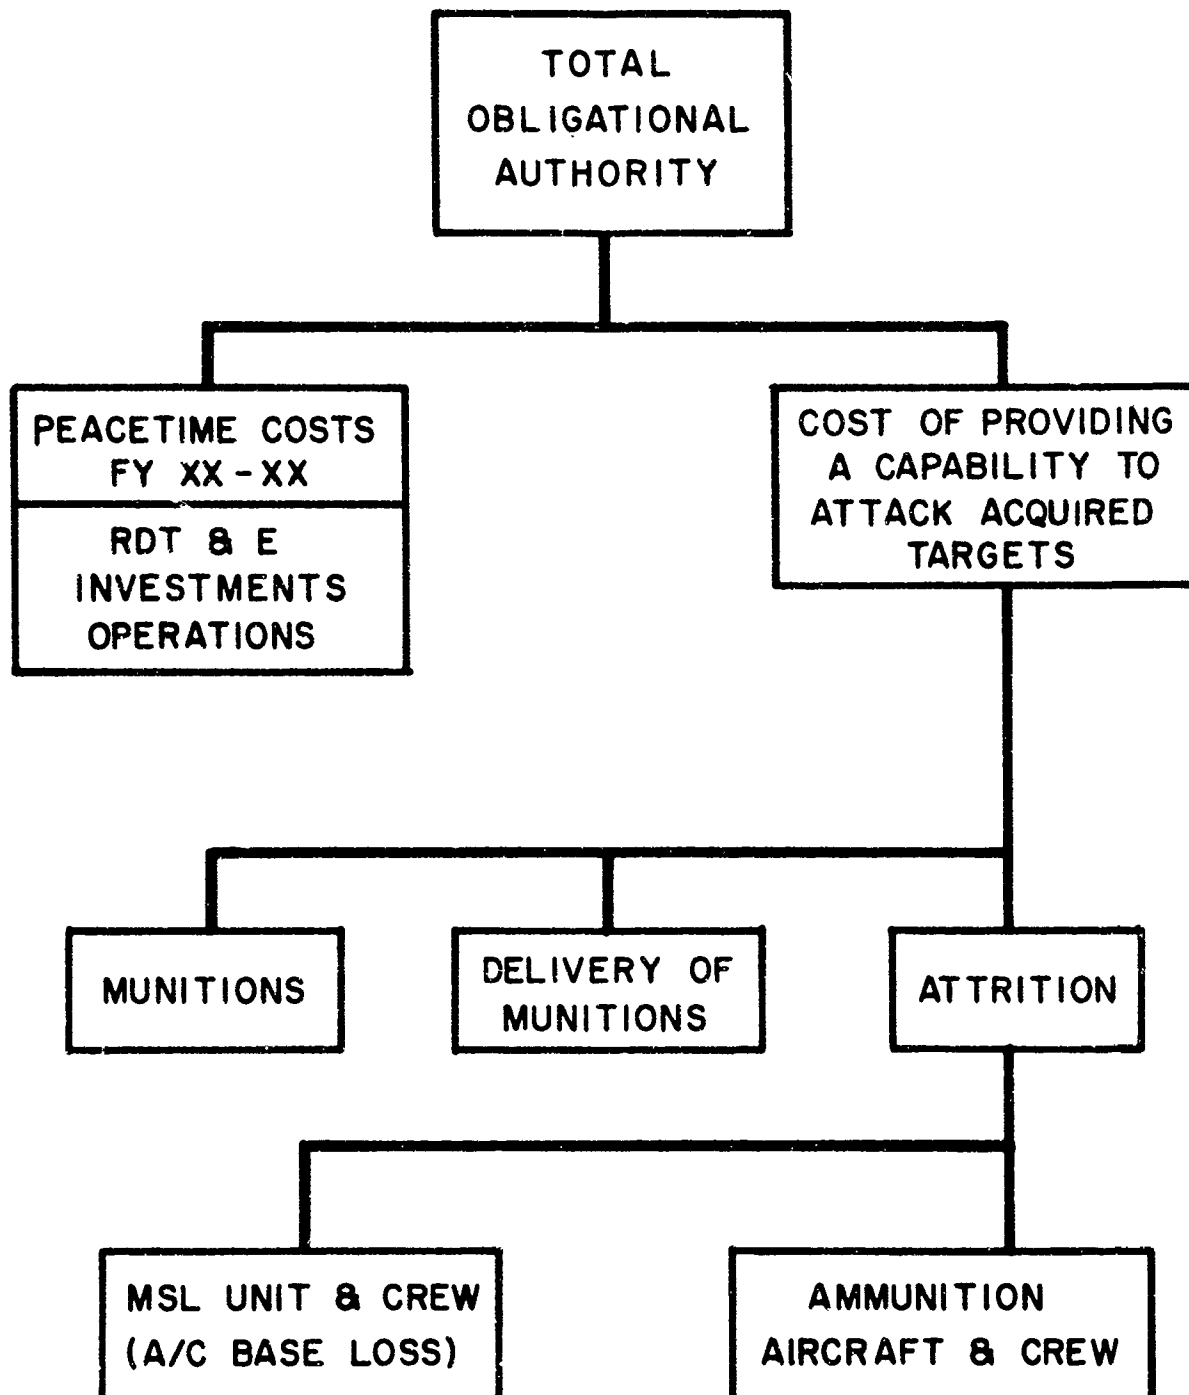 TOTAL
OBLIGATIONAL
AUTHORITY
PEACETIME COSTS
FY XX-XX
RDT & E
INVESTMENTS
OPERATIONS
COST OF PROVIDING
A CAPABILITY TO
ATTACK ACQUIRED
TARGETS
MUNITIONS
DELIVERY OF
MUNITIONS
ATTRITION
MSL UNIT & CREW
(A/C BASE LOSS)
AMMUNITION
AIRCRAFT & CREW